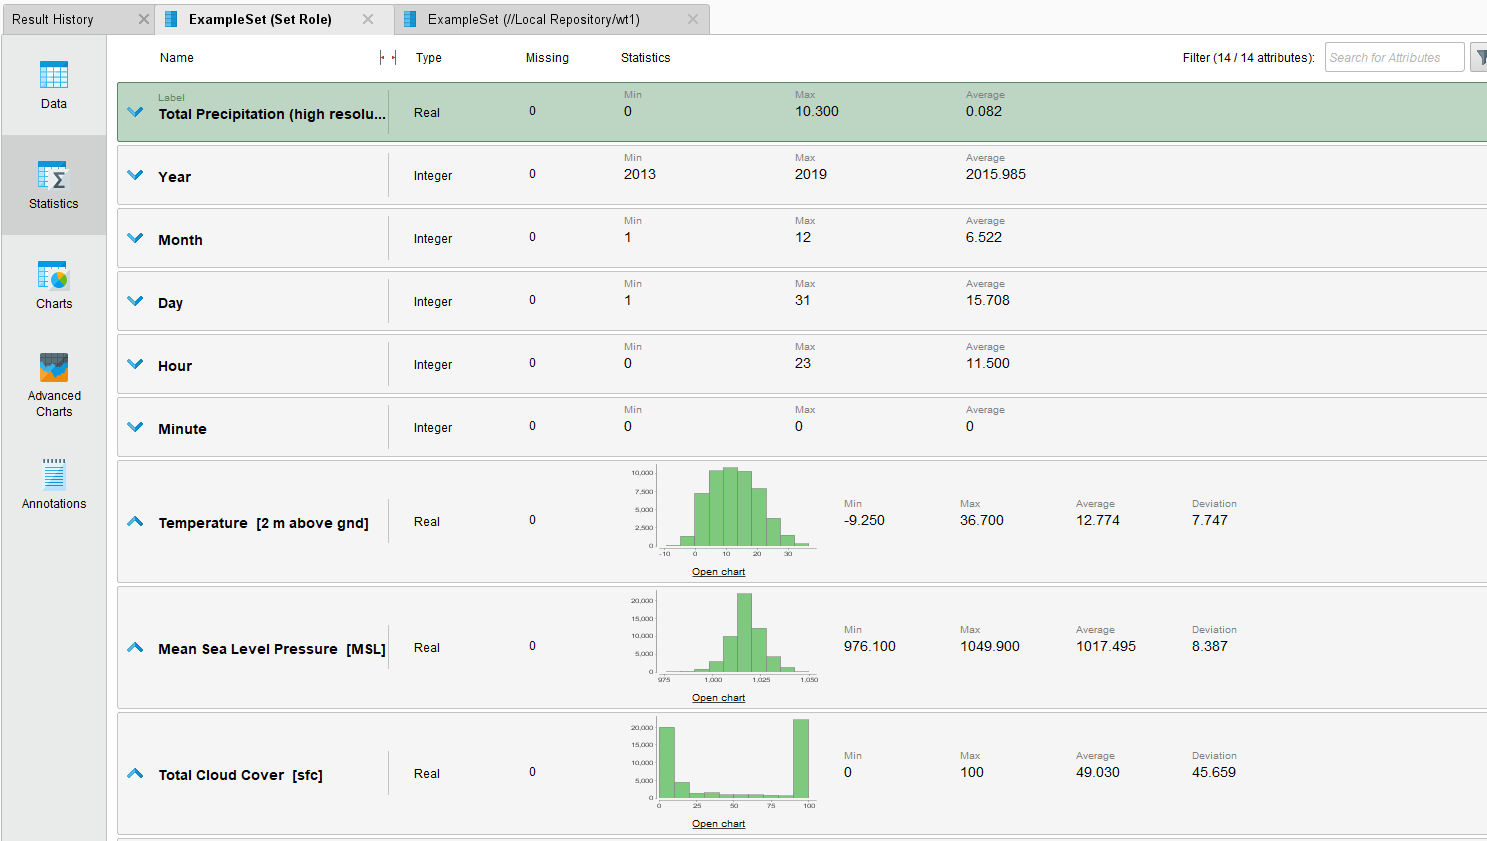 Result History
ExampleSet (Set Role)
ExampleSet (//Local Repository/wt1)
Data
Statistics
Charts
Advanced
Charts
Annotations
Name Type Missing Statistics Filter (14 / 14 attributes): Search for Attributes
Label
Total Precipitation (high resolu... Real 0
Min Max Average
0 10.300 0.082
Year Integer 0
Min Max Average
2013 2019 2015.985
Month Integer 0
Min Max Average
1 12 6.522
Day Integer 0
Min Max Average
1 31 15.708
Hour Integer 0
Min Max Average
0 23 11.500
Minute Integer 0
Min Max Average
0 0 0
Temperature [2 m above gnd] Real 0
10,000
7,500
5,000
2,500
0
-10 0 10 20 30
Open chart
Min Max Average Deviation
-9.250 36.700 12.774 7.747
Mean Sea Level Pressure [MSL] Real 0
20,000
15,000
10,000
5,000
0
975 1,000 1,025 1,050
Open chart
Min Max Average Deviation
976.100 1049.900 1017.495 8.387
Total Cloud Cover [sfc] Real 0
20,000
15,000
10,000
5,000
0
0 25 50 75 100
Open chart
Min Max Average Deviation
0 100 49.030 45.659